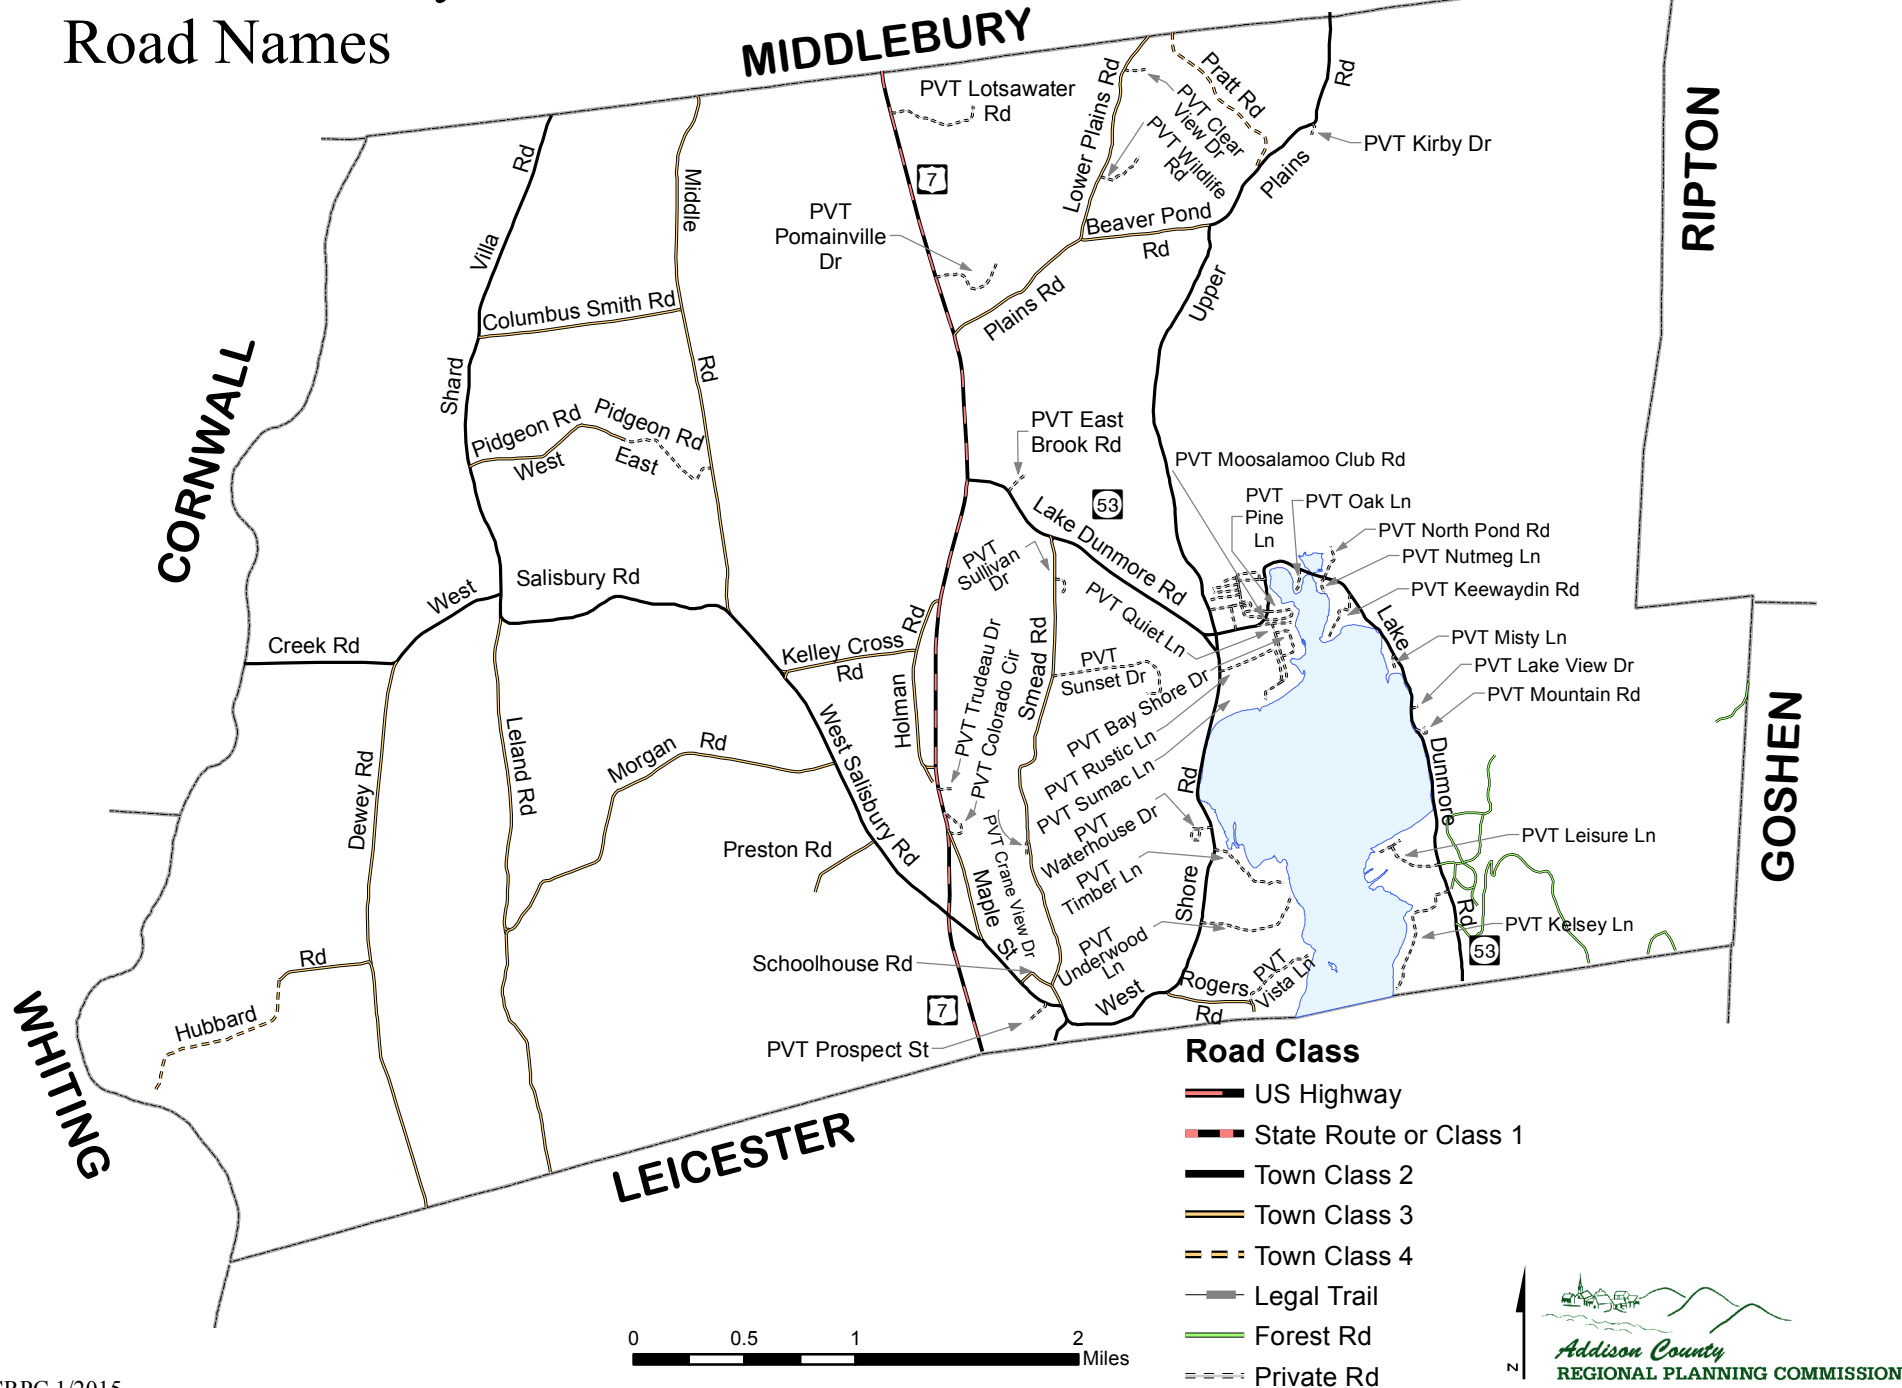 Road Names
MIDDLEBURY
RIPTON
CORNWALL
GOSHEN
WHITING
LEICESTER
PVT Lotsawater
Rd
7
Lower Plains Rd
Pratt Rd
PVT Clear
View Dr
PVT Wildlife
Rd
Rd
PVT Kirby Dr
Plains
Upper
Beaver Pond
Rd
PVT
Pomainville
Dr
Plains Rd
Rd
Villa
Shard
Middle
Rd
Columbus Smith Rd
Pidgeon Rd
West
Pidgeon Rd
East
PVT East
Brook Rd
53
Lake Dunmore Rd
PVT Moosalamoo Club Rd
PVT
Pine
Ln
PVT Oak Ln
PVT North Pond Rd
PVT Nutmeg Ln
PVT Keewaydin Rd
Lake
PVT Misty Ln
PVT Lake View Dr
PVT Mountain Rd
Dunmore
Rd
PVT Leisure Ln
PVT Kelsey Ln
53
West
Salisbury Rd
Creek Rd
Kelley Cross Rd
Rd
Holman
PVT
Sullivan
Dr
Smead Rd
PVT Quiet Ln
PVT
Sunset Dr
PVT Trudeau Dr
PVT Colorado Cir
PVT Bay Shore Dr
PVT Rustic Ln
PVT Sumac Ln
PVT
Waterhouse Dr
PVT
Timber Ln
PVT
Underwood
Ln
PVT Crane View Dr
Maple
St
West Salisbury Rd
Morgan
Rd
Leland Rd
Dewey Rd
Preston Rd
Schoolhouse Rd
Rd
Hubbard
7
PVT Prospect St
West
Shore
Rd
Rogers
Rd
PVT
Vista Ln
Road Class
US Highway
State Route or Class 1
Town Class 2
Town Class 3
Town Class 4
Legal Trail
Forest Rd
Private Rd
0 0.5 1 2
Miles
N
Addison County
REGIONAL PLANNING COMMISSION